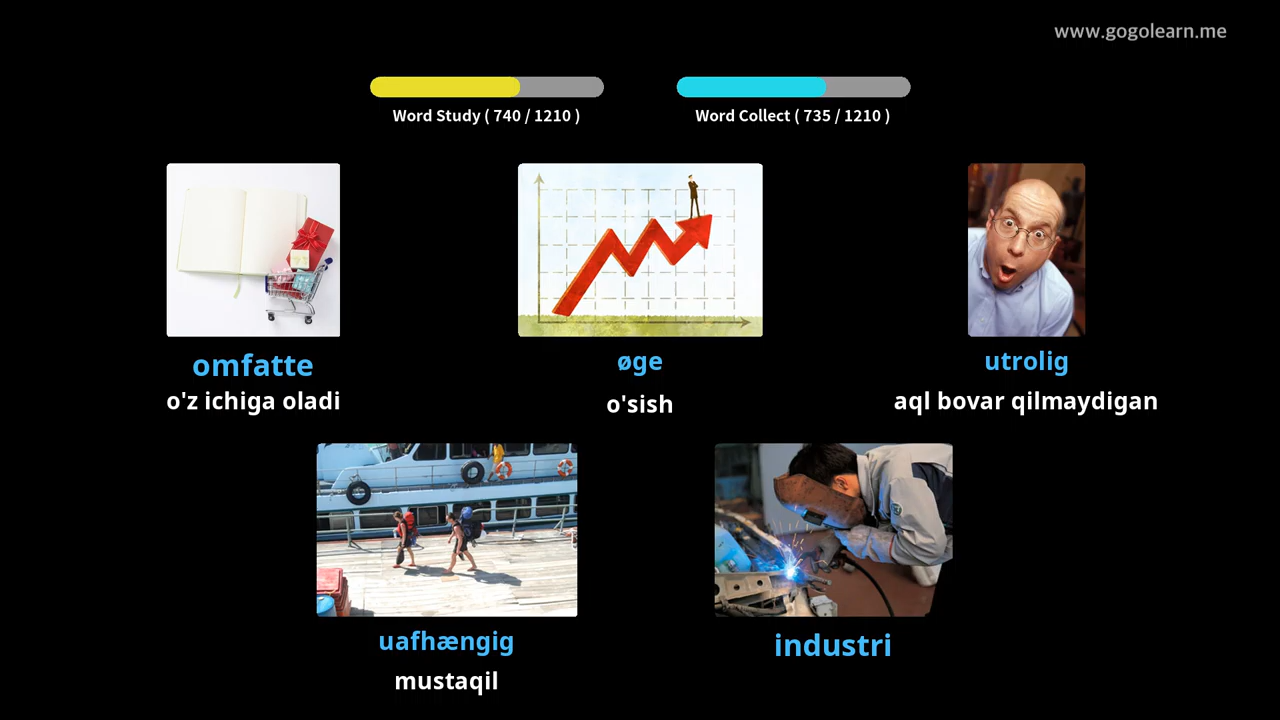 www.gogolearn.me
Word Study ( 740 / 1210 )
Word Collect ( 735 / 1210 )
omfatte
o'z ichiga oladi
øge
o'sish
utrolig
aql bovar qilmaydigan
uafhængig
mustaqil
industri